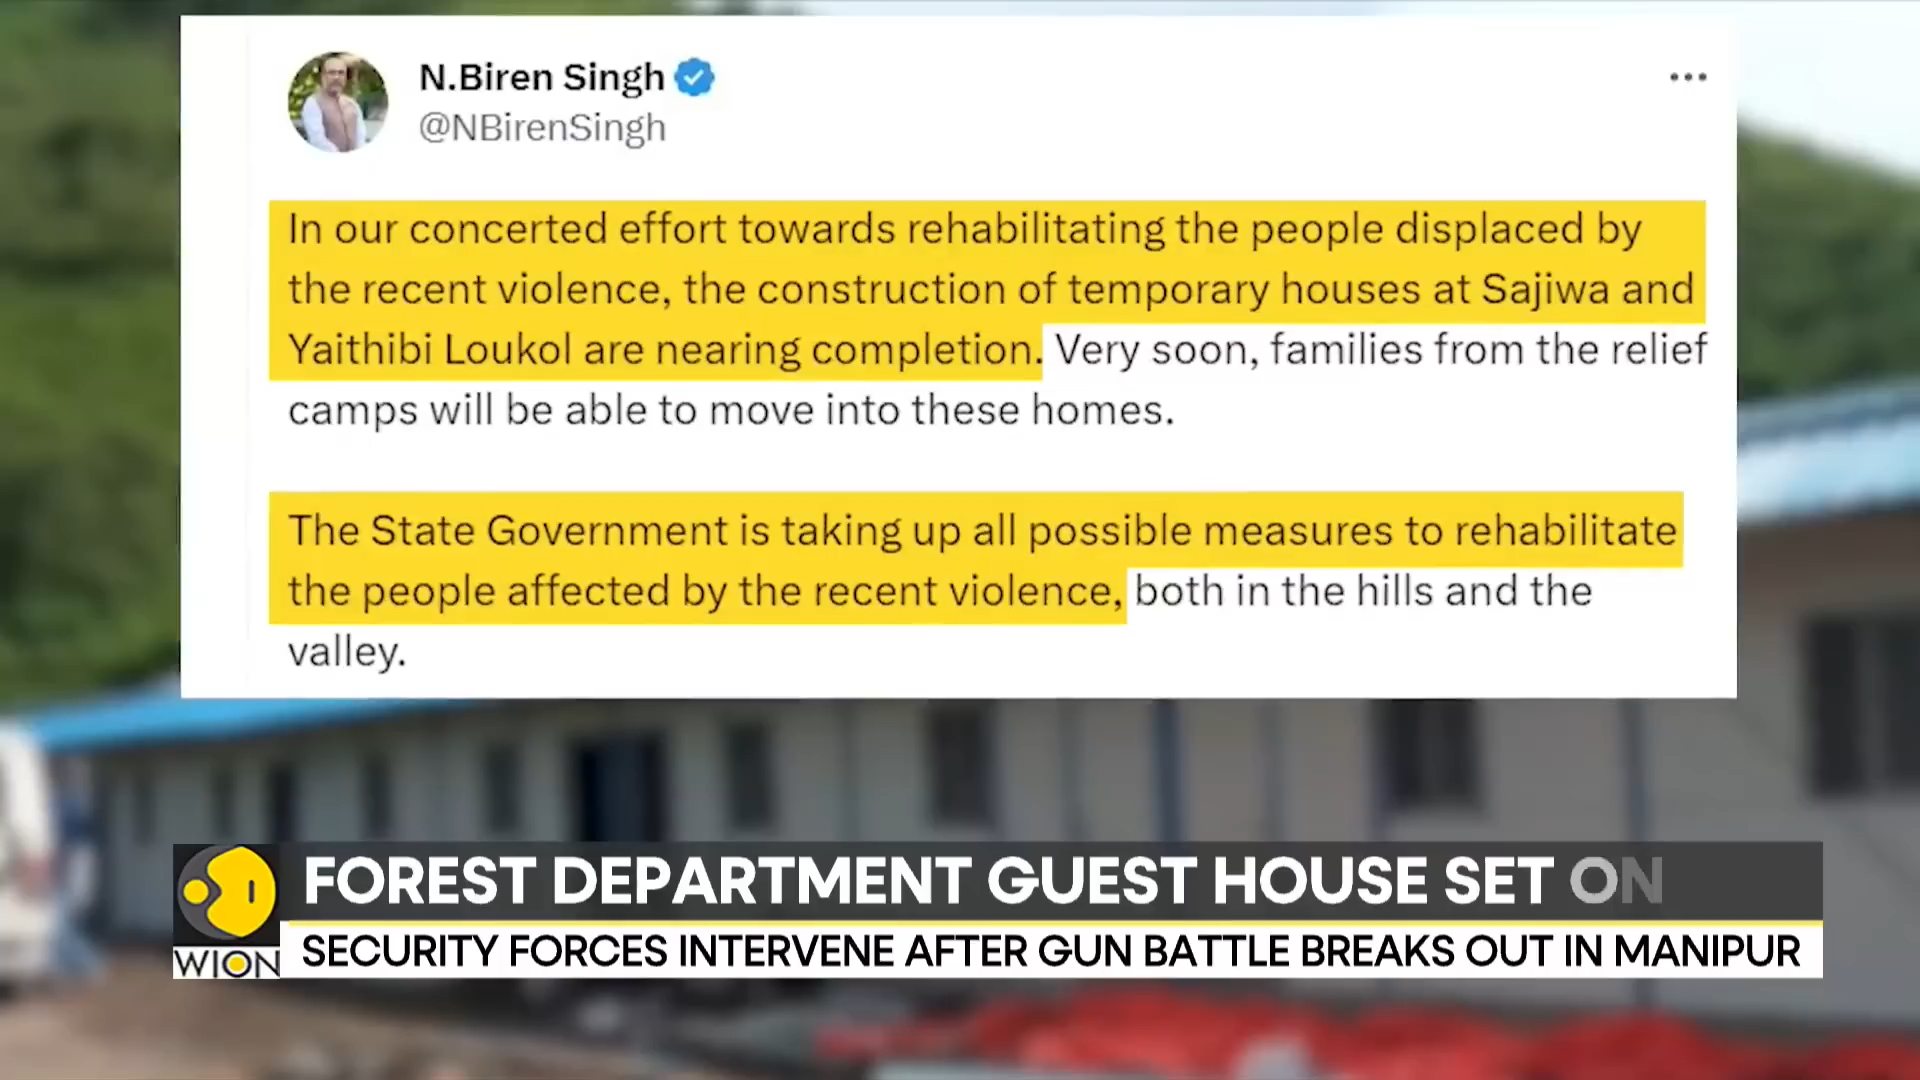 N.Biren Singh
@NBirenSingh
In our concerted effort towards rehabilitating the people displaced by
the recent violence, the construction of temporary houses at Sajiwa and
Yaithibi Loukol are nearing completion. Very soon, families from the relief
camps will be able to move into these homes.
The State Government is taking up all possible measures to rehabilitate
the people affected by the recent violence, both in the hills and the
valley.
FOREST DEPARTMENT GUEST HOUSE SET ON
SECURITY FORCES INTERVENE AFTER GUN BATTLE BREAKS OUT IN MANIPUR
WION